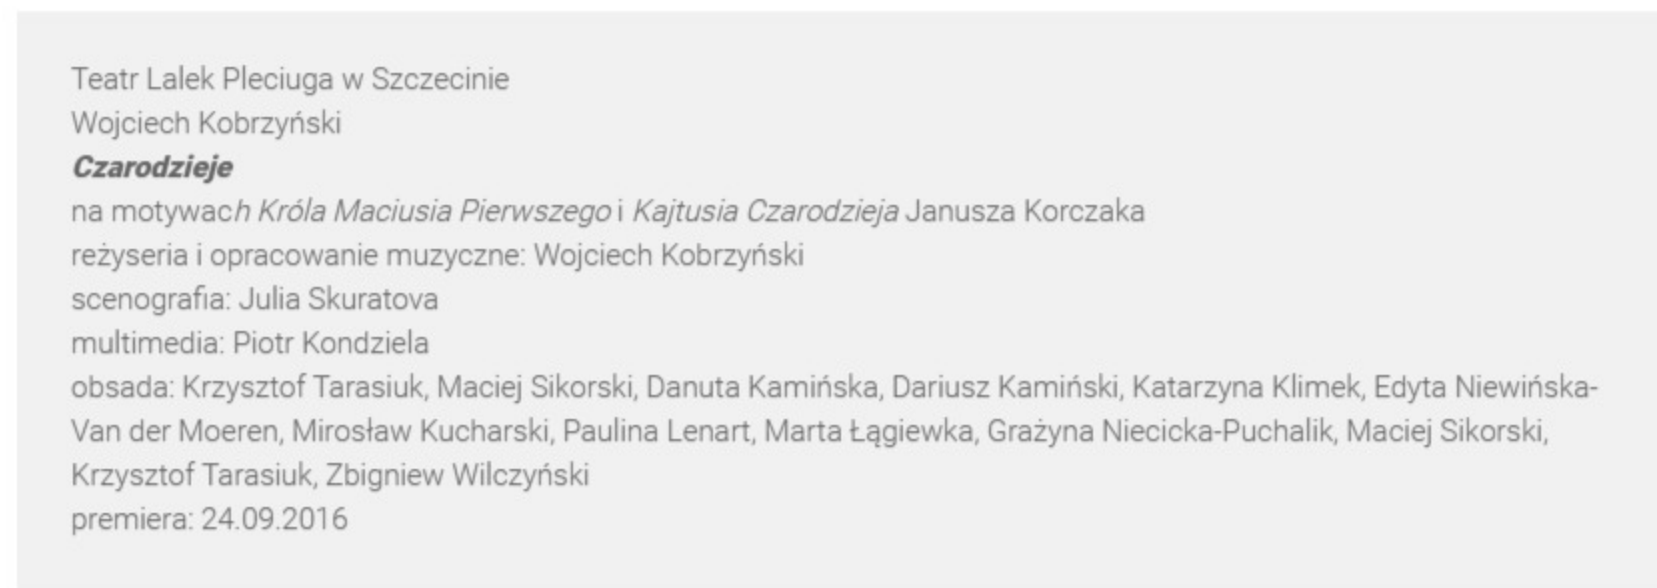 Teatr Lalek Pleciuga w Szczecinie
Wojciech Kobrzyński
Czarodzieje
na motywach Króla Maciusia Pierwszego i Kajtusia Czarodzieja Janusza Korczaka
reżyseria i opracowanie muzyczne: Wojciech Kobrzyński
scenografia: Julia Skuratova
multimedia: Piotr Kondziela
obsada: Krzysztof Tarasiuk, Maciej Sikorski, Danuta Kamińska, Dariusz Kamiński, Katarzyna Klimek, Edyta Niewińska-
Van der Moeren, Mirosław Kucharski, Paulina Lenart, Marta Łągiewka, Grażyna Niecicka-Puchalik, Maciej Sikorski,
Krzysztof Tarasiuk, Zbigniew Wilczyński
premiera: 24.09.2016